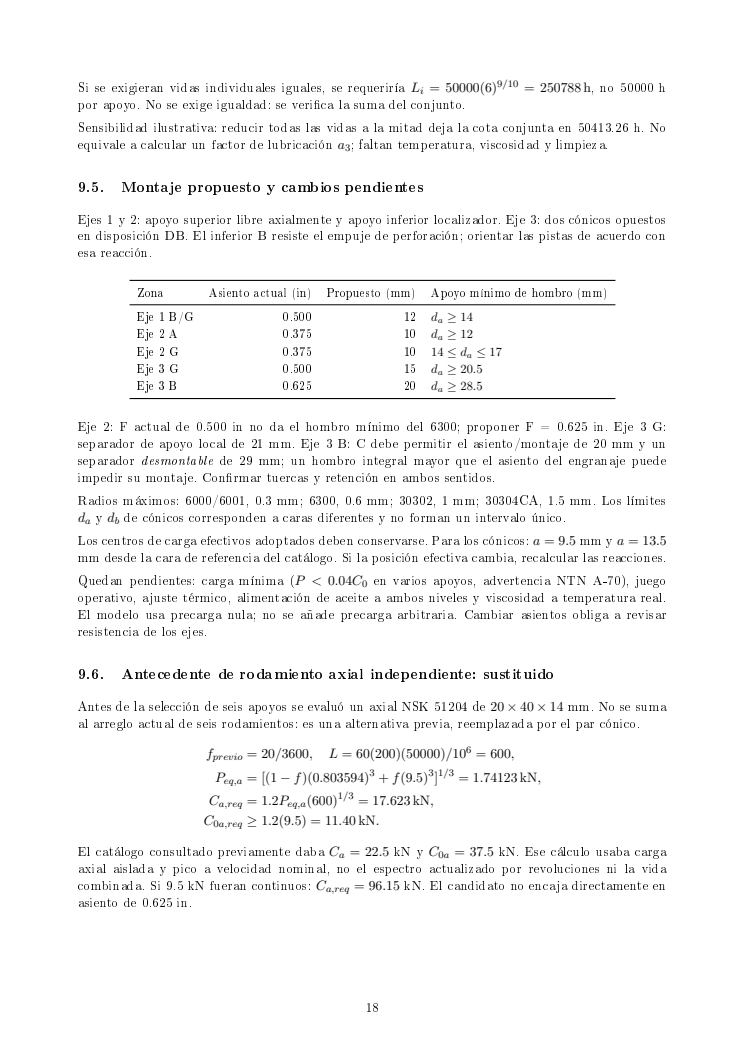 Si se exigieran vidas individuales iguales, se requeriría L_i = 50000(6)^{9/10} = 250788 h, no 50000 h
por apoyo. No se exige igualdad: se verifica la suma del conjunto.
Sensibilidad ilustrativa: reducir todas las vidas a la mitad deja la cota conjunta en 50413.26 h. No
equivale a calcular un factor de lubricación a_3; faltan temperatura, viscosidad y limpieza.
9.5. Montaje propuesto y cambios pendientes
Ejes 1 y 2: apoyo superior libre axialmente y apoyo inferior localizador. Eje 3: dos cónicos opuestos
en disposición DB. El inferior B resiste el empuje de perforación; orientar las pistas de acuerdo con
esa reacción.
Zona Asiento actual (in) Propuesto (mm) Apoyo mínimo de hombro (mm)
Eje 1 B/G 0.500 12 d_a ≥ 14
Eje 2 A 0.375 10 d_a ≥ 12
Eje 2 G 0.375 10 14 ≤ d_a ≤ 17
Eje 3 G 0.500 15 d_a ≥ 20.5
Eje 3 B 0.625 20 d_a ≥ 28.5
Eje 2: F actual de 0.500 in no da el hombro mínimo del 6300; proponer F = 0.625 in. Eje 3 G:
separador de apoyo local de 21 mm. Eje 3 B: C debe permitir el asiento/montaje de 20 mm y un
separador desmontable de 29 mm; un hombro integral mayor que el asiento del engranaje puede
impedir su montaje. Confirmar tuercas y retención en ambos sentidos.
Radios máximos: 6000/6001, 0.3 mm; 6300, 0.6 mm; 30302, 1 mm; 30304CA, 1.5 mm. Los límites
d_a y d_b de cónicos corresponden a caras diferentes y no forman un intervalo único.
Los centros de carga efectivos adoptados deben conservarse. Para los cónicos: a = 9.5 mm y a = 13.5
mm desde la cara de referencia del catálogo. Si la posición efectiva cambia, recalcular las reacciones.
Quedan pendientes: carga mínima (P < 0.04C_0 en varios apoyos, advertencia NTN A-70), juego
operativo, ajuste térmico, alimentación de aceite a ambos niveles y viscosidad a temperatura real.
El modelo usa precarga nula; no se añade precarga arbitraria. Cambiar asientos obliga a revisar
resistencia de los ejes.
9.6. Antecedente de rodamiento axial independiente: sustituido
Antes de la selección de seis apoyos se evaluó un axial NSK 51204 de 20 × 40 × 14 mm. No se suma
al arreglo actual de seis rodamientos: es una alternativa previa, reemplazada por el par cónico.
f_{previo} = 20/3600, L = 60(200)(50000)/10^6 = 600,
P_{eq,a} = [(1 − f)(0.803594)^3 + f(9.5)^3]^{1/3} = 1.74123 kN,
C_{a,req} = 1.2P_{eq,a}(600)^{1/3} = 17.623 kN,
C_{0a,req} ≥ 1.2(9.5) = 11.40 kN.
El catálogo consultado previamente daba C_a = 22.5 kN y C_{0a} = 37.5 kN. Ese cálculo usaba carga
axial aislada y pico a velocidad nominal, no el espectro actualizado por revoluciones ni la vida
combinada. Si 9.5 kN fueran continuos: C_{a,req} = 96.15 kN. El candidato no encaja directamente en
asiento de 0.625 in.
18